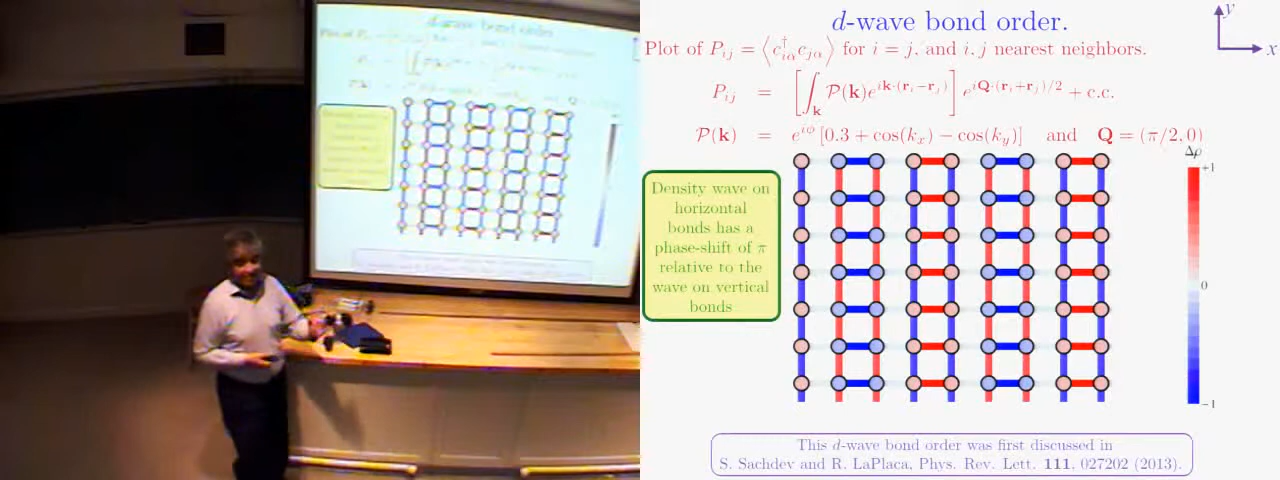 d-wave bond order.
y
x
Plot of P_{ij} = ⟨c†_{iα} c_{jα}⟩ for i = j, and i, j nearest neighbors.
P_{ij} = [∫_k 𝒫(k)e^{ik·(r_i−r_j)}] e^{iQ·(r_i+r_j)/2} + c.c.
𝒫(k) = e^{iϕ} [0.3 + cos(k_x) − cos(k_y)] and Q = (π/2, 0)
Δρ
+1
0
−1
Density wave on
horizontal
bonds has a
phase-shift of π
relative to the
wave on vertical
bonds
This d-wave bond order was first discussed in
S. Sachdev and R. LaPlaca, Phys. Rev. Lett. 111, 027202 (2013).
d-wave bond order